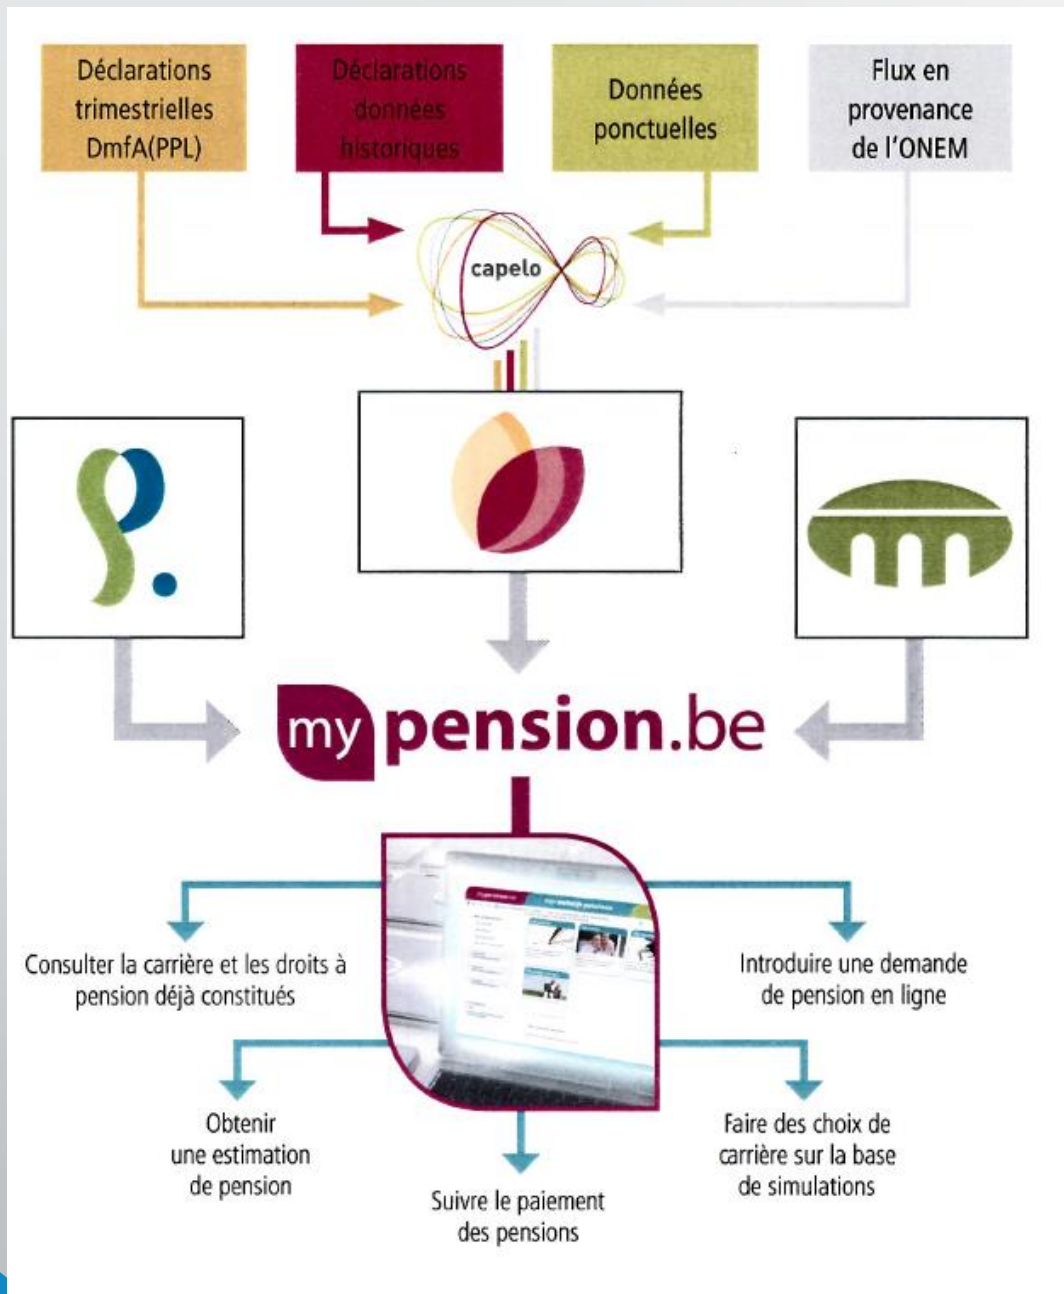 Déclarations
trimestrielles
DmfA(PPL)
Déclarations
données
historiques
Données
ponctuelles
Flux en
provenance
de l'ONEM
capelo
my pension.be
Consulter la carrière et les droits à
pension déjà constitués
Introduire une demande
de pension en ligne
Obtenir
une estimation
de pension
Suivre le paiement
des pensions
Faire des choix de
carrière sur la base
de simulations